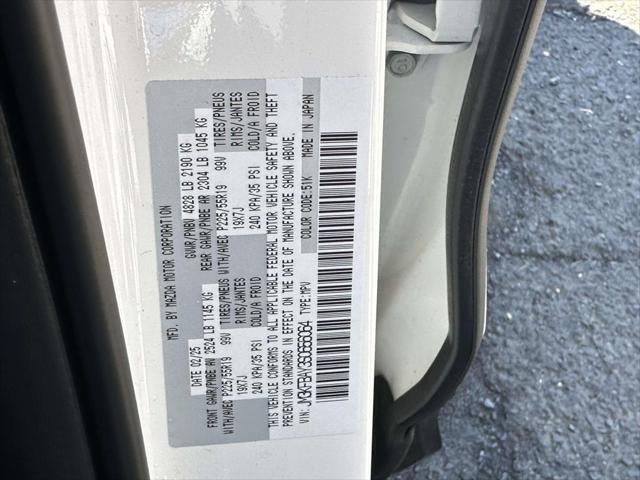 MFD. BY MAZDA MOTOR CORPORATION
DATE 02/25 GVWR/PNBV 4828 LB 2190 KG
FRONT GAWR/PNBE AV 2524 LB 1145 KG REAR GAWR/PNBE AR 2304 LB 1045 KG
WITH/AVEC P225/55R19 99V TIRES/PNEUS WITH/AVEC P225/55R19 99V TIRES/PNEUS
19X7J RIMS/JANTES 19X7J RIMS/JANTES
240 KPA/35 PSI COLD/A FROID 240 KPA/35 PSI COLD/A FROID
THIS VEHICLE CONFORMS TO ALL APPLICABLE FEDERAL MOTOR VEHICLE SAFETY AND THEFT
PREVENTION STANDARDS IN EFFECT ON THE DATE OF MANUFACTURE SHOWN ABOVE.
VIN: TYPE:MPV COLOR CODE:51K MADE IN JAPAN